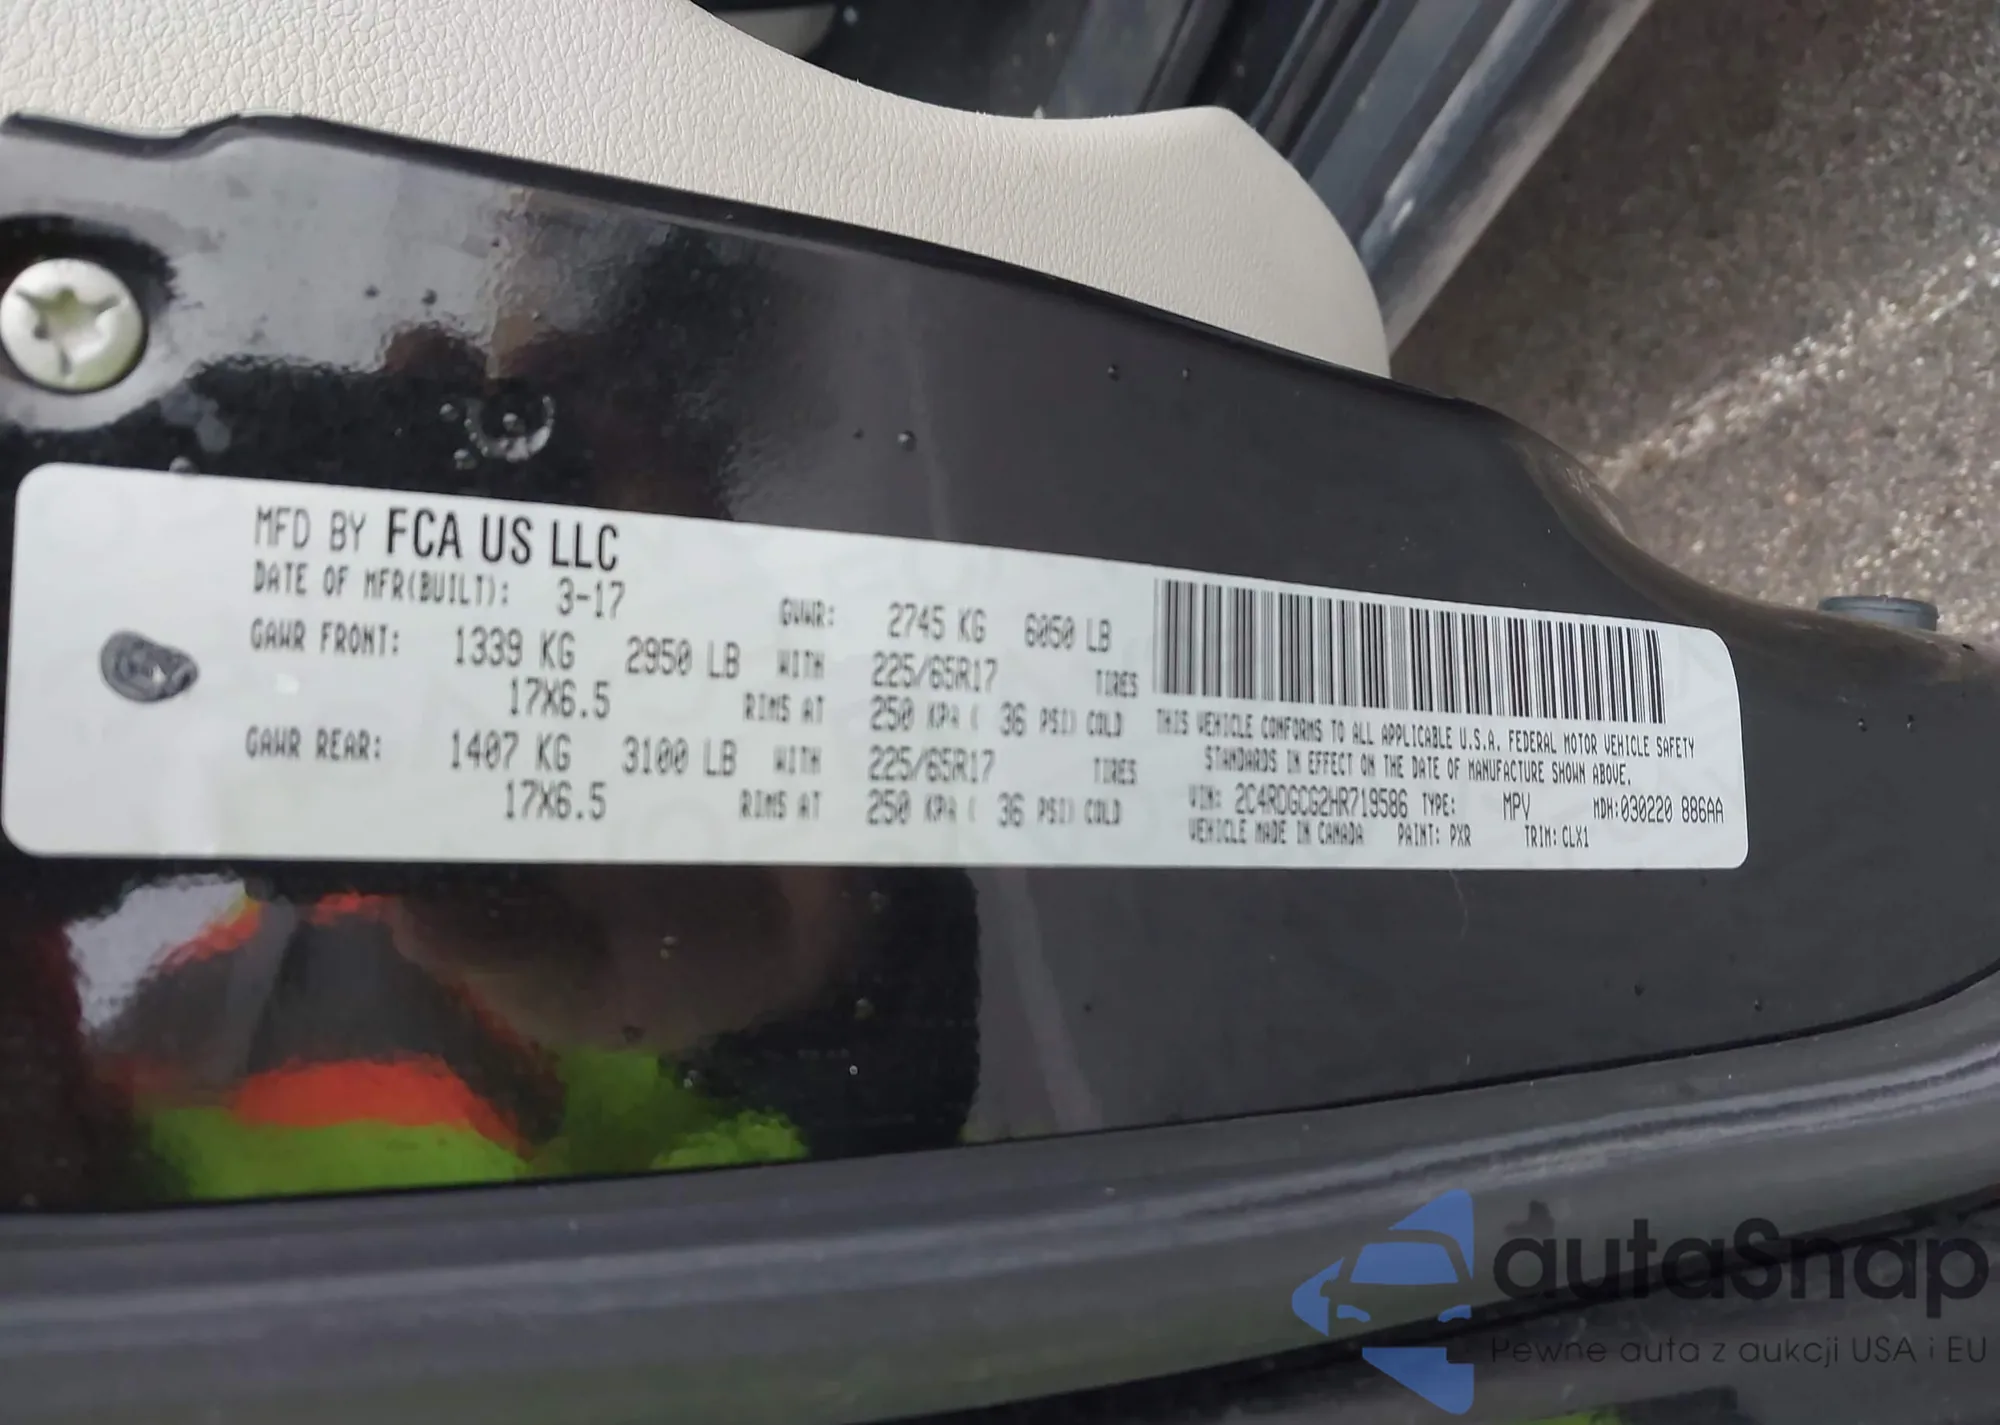 MFD BY FCA US LLC
DATE OF MFR(BUILT): 3-17 GVWR: 2745 KG 6050 LB
GAWR FRONT: 1339 KG 2950 LB WITH 225/65R17 TIRES
17X6.5 RIMS AT 250 KPA ( 36 PSI) COLD
GAWR REAR: 1407 KG 3100 LB WITH 225/65R17 TIRES
17X6.5 RIMS AT 250 KPA ( 36 PSI) COLD
THIS VEHICLE CONFORMS TO ALL APPLICABLE U.S.A. FEDERAL MOTOR VEHICLE SAFETY
STANDARDS IN EFFECT ON THE DATE OF MANUFACTURE SHOWN ABOVE.
VIN: 2C4RDGCG2HR719586 TYPE: MPV MDH:030220 886AA
VEHICLE MADE IN CANADA PAINT: PXR TRIM: CLX1
autaSnap
Pewne auta z aukcji USA i EU